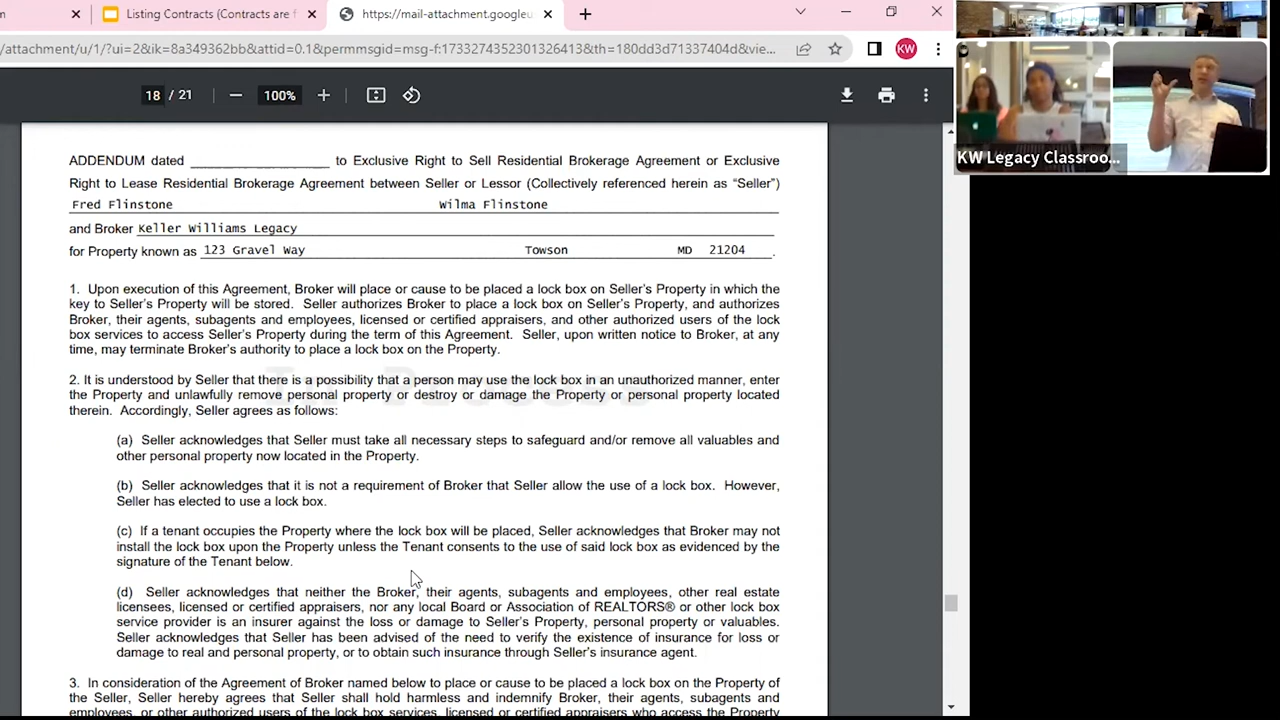 Listing Contracts (Contracts are f
https://mail-attachment.googleu
/attachment/u/1/?ui=2&ik=8a349362bb&attid=0.1&permmsgid=msg-f:1733274352301326413&th=180dd3d71337404d&vie...
KW
18 / 21
100%
KW Legacy Classroo...
ADDENDUM dated ____________ to Exclusive Right to Sell Residential Brokerage Agreement or Exclusive
Right to Lease Residential Brokerage Agreement between Seller or Lessor (Collectively referenced herein as “Seller”)
Fred Flinstone Wilma Flinstone
and Broker Keller Williams Legacy
for Property known as 123 Gravel Way Towson MD 21204 .
1. Upon execution of this Agreement, Broker will place or cause to be placed a lock box on Seller’s Property in which the
key to Seller’s Property will be stored. Seller authorizes Broker to place a lock box on Seller’s Property, and authorizes
Broker, their agents, subagents and employees, licensed or certified appraisers, and other authorized users of the lock
box services to access Seller’s Property during the term of this Agreement. Seller, upon written notice to Broker, at any
time, may terminate Broker’s authority to place a lock box on the Property.
2. It is understood by Seller that there is a possibility that a person may use the lock box in an unauthorized manner, enter
the Property and unlawfully remove personal property or destroy or damage the Property or personal property located
therein. Accordingly, Seller agrees as follows:
(a) Seller acknowledges that Seller must take all necessary steps to safeguard and/or remove all valuables and
other personal property now located in the Property.
(b) Seller acknowledges that it is not a requirement of Broker that Seller allow the use of a lock box. However,
Seller has elected to use a lock box.
(c) If a tenant occupies the Property where the lock box will be placed, Seller acknowledges that Broker may not
install the lock box upon the Property unless the Tenant consents to the use of said lock box as evidenced by the
signature of the Tenant below.
(d) Seller acknowledges that neither the Broker, their agents, subagents and employees, other real estate
licensees, licensed or certified appraisers, nor any local Board or Association of REALTORS® or other lock box
service provider is an insurer against the loss or damage to Seller’s Property, personal property or valuables.
Seller acknowledges that Seller has been advised of the need to verify the existence of insurance for loss or
damage to real and personal property, or to obtain such insurance through Seller’s insurance agent.
3. In consideration of the Agreement of Broker named below to place or cause to be placed a lock box on the Property of
the Seller, Seller hereby agrees that Seller shall hold harmless and indemnify Broker, their agents, subagents and
employees, or other authorized users of the lock box services, licensed or certified appraisers who access the Property